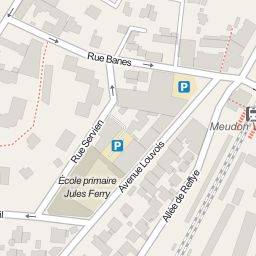 Rue Banes
P
Meudon
Rue Servien
P
Avenue Louvois
École primaire
Jules Ferry
Allée de Reffye